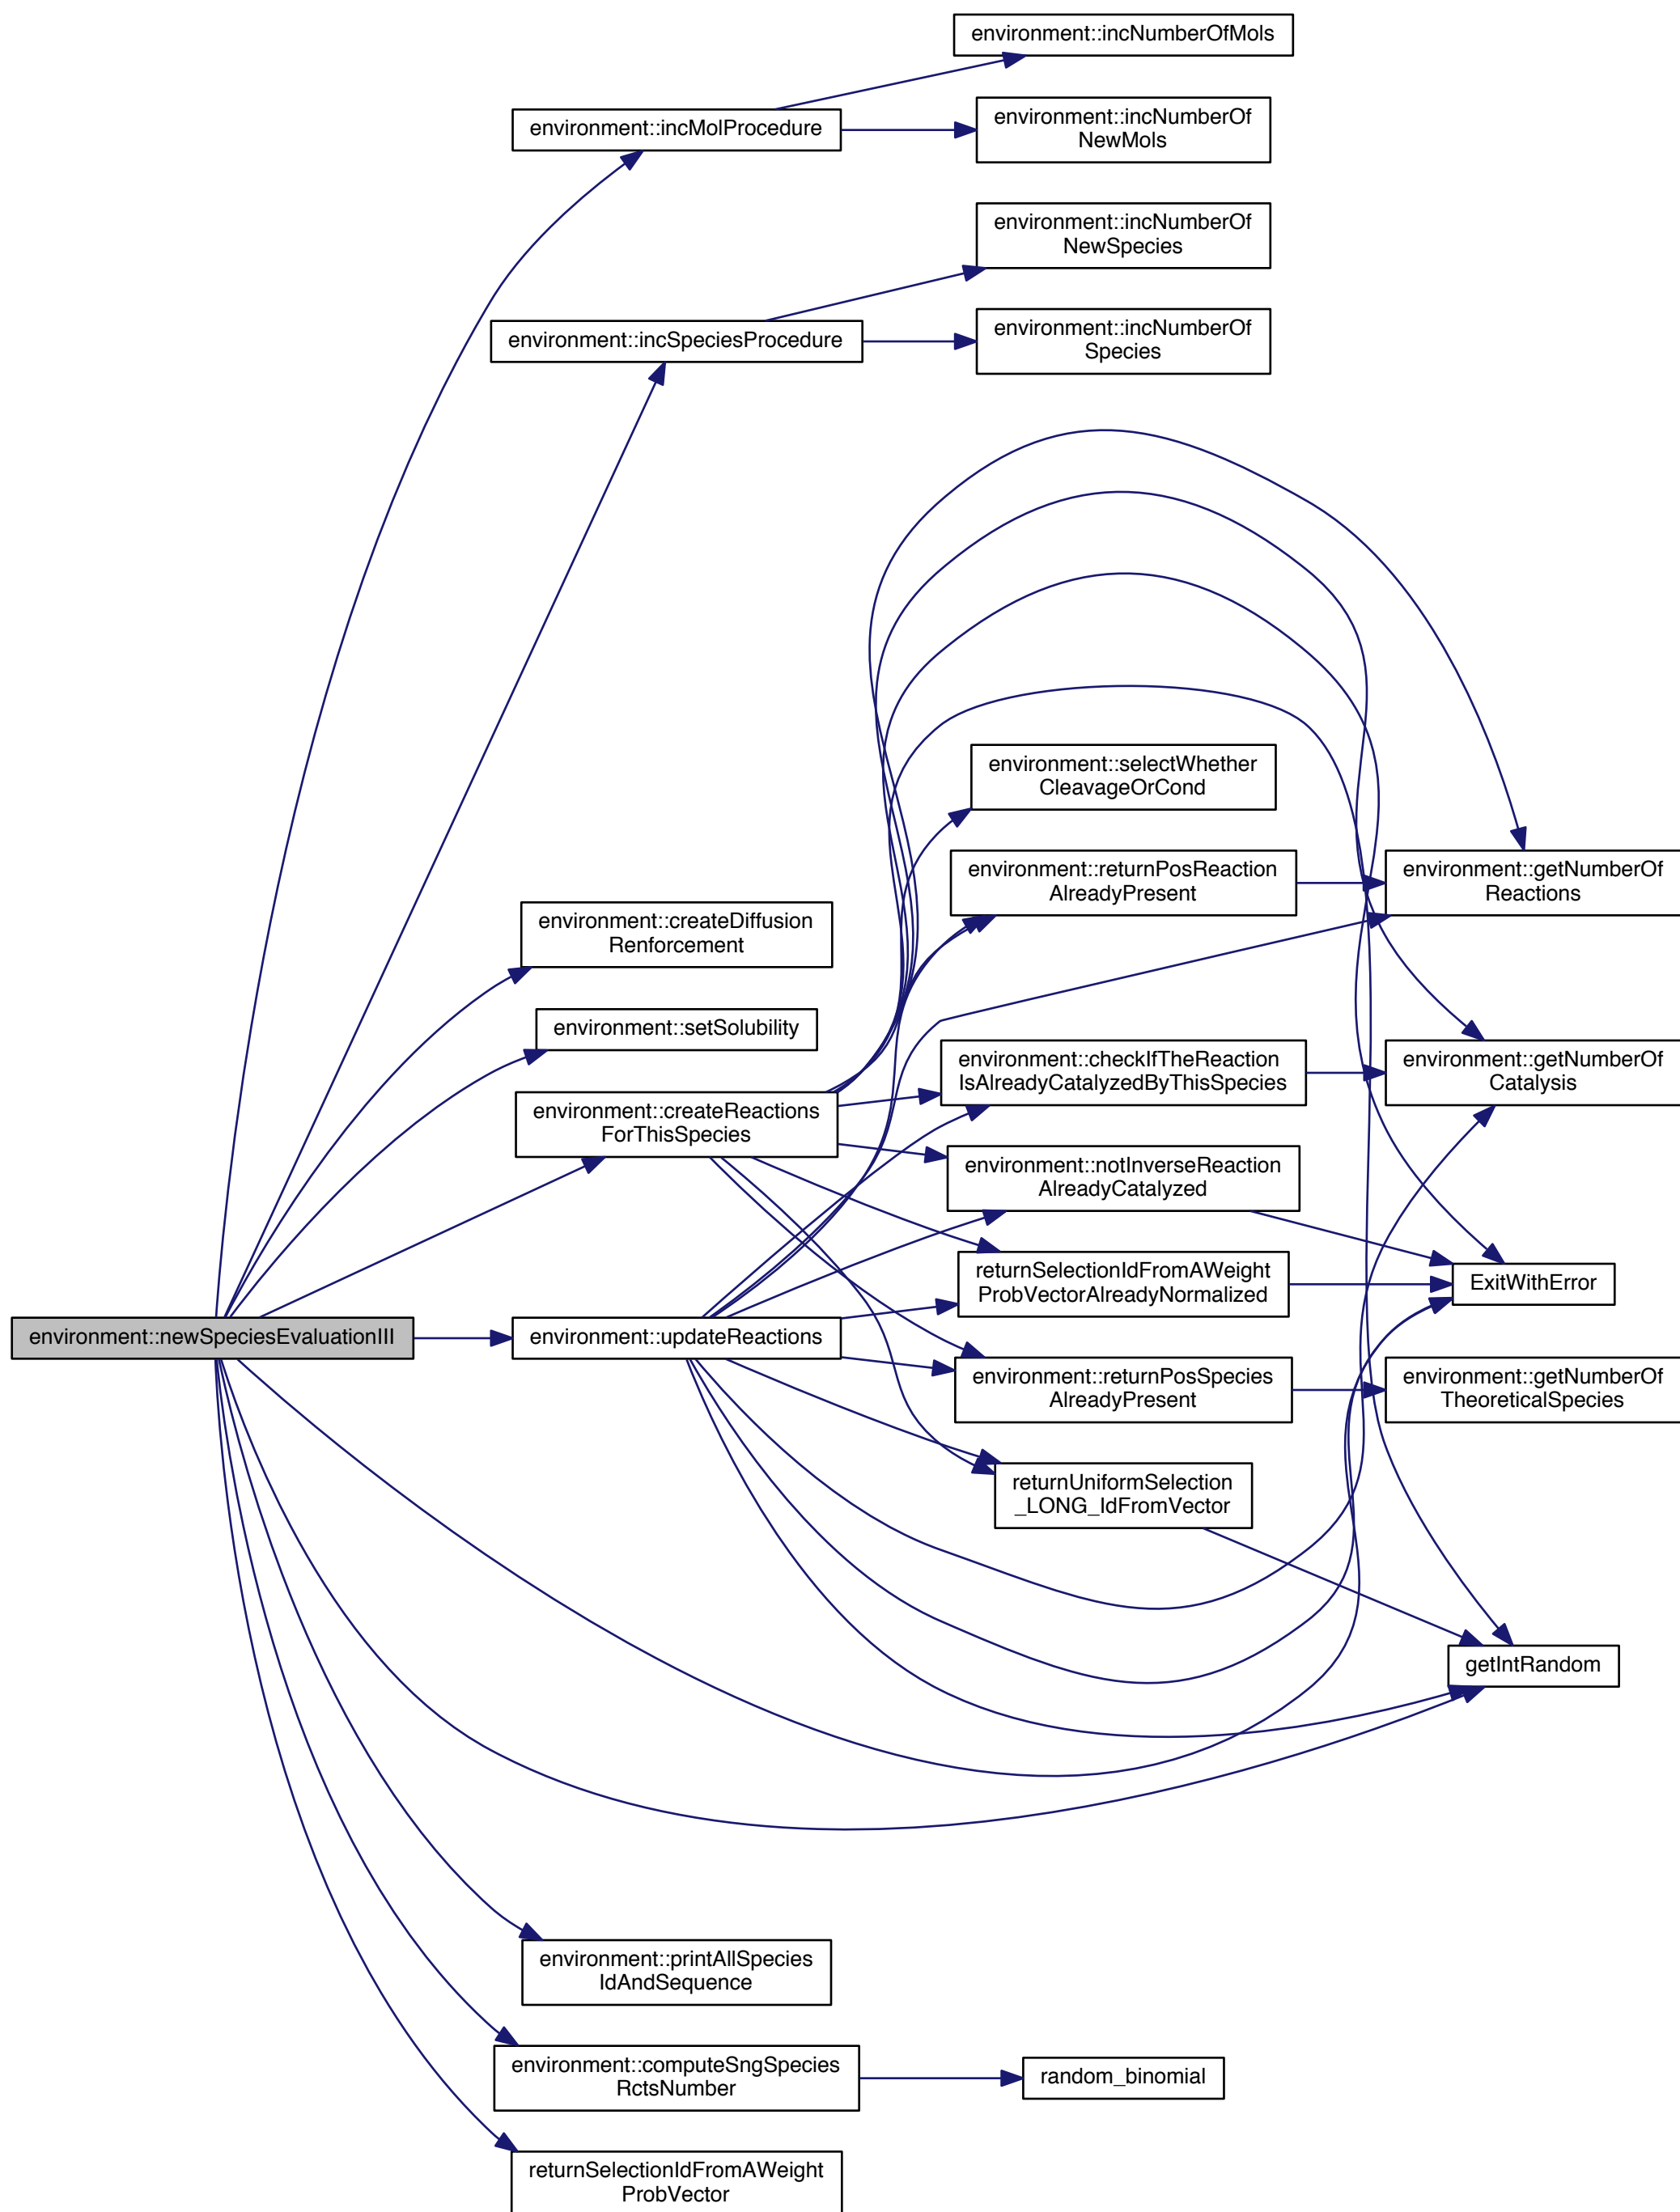 environment::incNumberOfMols
environment::incMolProcedure
environment::incNumberOf
NewMols
environment::incNumberOf
NewSpecies
environment::incSpeciesProcedure
environment::incNumberOf
Species
environment::selectWhether
CleavageOrCond
environment::returnPosReaction
AlreadyPresent
environment::getNumberOf
Reactions
environment::createDiffusion
Renforcement
environment::setSolubility
environment::checkIfTheReaction
IsAlreadyCatalyzedByThisSpecies
environment::getNumberOf
Catalysis
environment::createReactions
ForThisSpecies
environment::notInverseReaction
AlreadyCatalyzed
returnSelectionIdFromAWeight
ProbVectorAlreadyNormalized
ExitWithError
environment::newSpeciesEvaluationIII
environment::updateReactions
environment::returnPosSpecies
AlreadyPresent
environment::getNumberOf
TheoreticalSpecies
returnUniformSelection
_LONG_IdFromVector
getIntRandom
environment::printAllSpecies
IdAndSequence
environment::computeSngSpecies
RctsNumber
random_binomial
returnSelectionIdFromAWeight
ProbVector